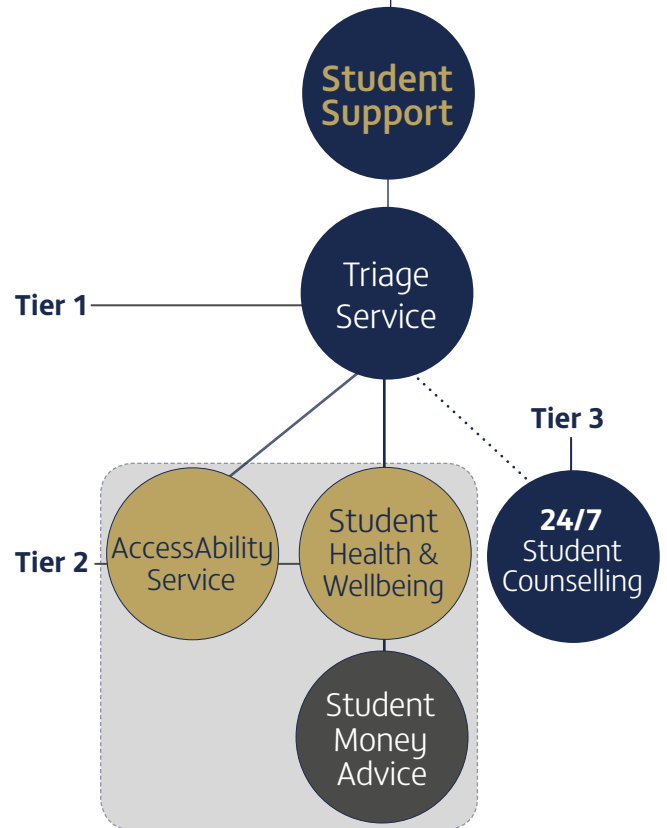 Student
Support
Triage
Service
Tier 1
Tier 3
AccessAbility
Service
Student
Health &
Wellbeing
24/7
Student
Counselling
Tier 2
Student
Money
Advice